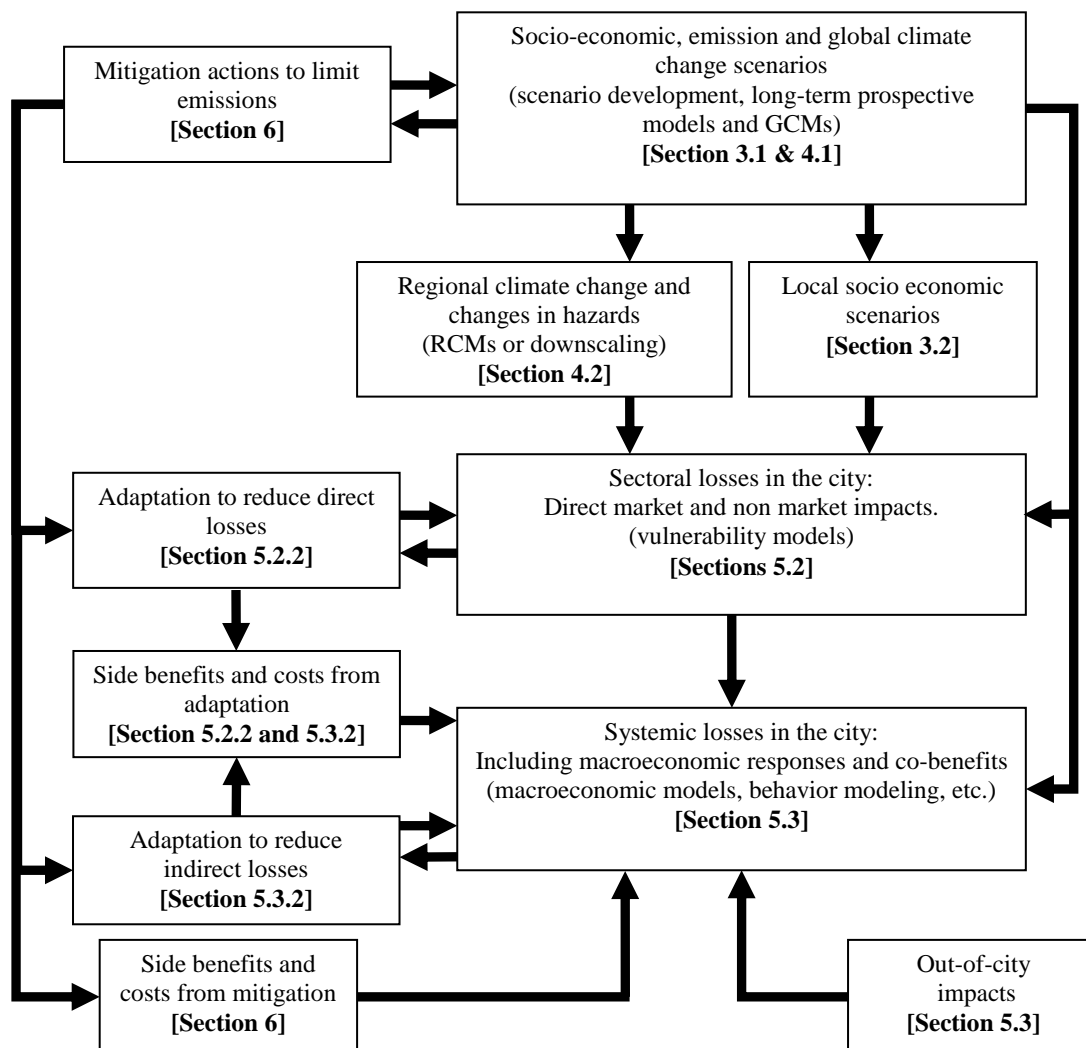 Mitigation actions to limit
emissions
[Section 6]
Socio-economic, emission and global climate
change scenarios
(scenario development, long-term prospective
models and GCMs)
[Section 3.1 & 4.1]
Regional climate change and
changes in hazards
(RCMs or downscaling)
[Section 4.2]
Local socio economic
scenarios
[Section 3.2]
Adaptation to reduce direct
losses
[Section 5.2.2]
Sectoral losses in the city:
Direct market and non market impacts.
(vulnerability models)
[Sections 5.2]
Side benefits and costs from
adaptation
[Section 5.2.2 and 5.3.2]
Systemic losses in the city:
Including macroeconomic responses and co-benefits
(macroeconomic models, behavior modeling, etc.)
[Section 5.3]
Adaptation to reduce
indirect losses
[Section 5.3.2]
Side benefits and
costs from mitigation
[Section 6]
Out-of-city
impacts
[Section 5.3]